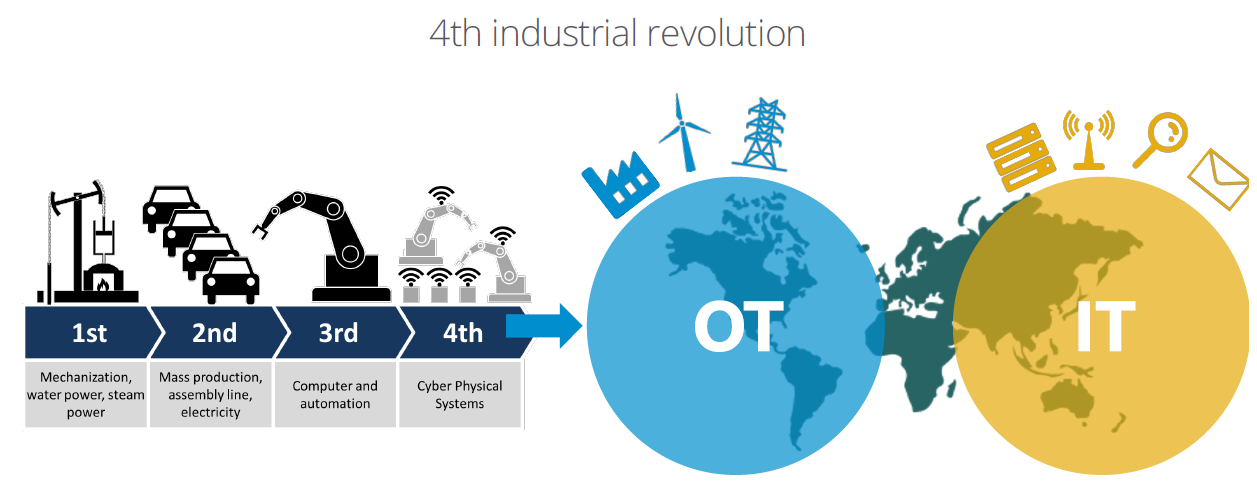 4th industrial revolution
1st
2nd
3rd
4th
Mechanization,
water power, steam
power
Mass production,
assembly line,
electricity
Computer and
automation
Cyber Physical
Systems
OT
IT